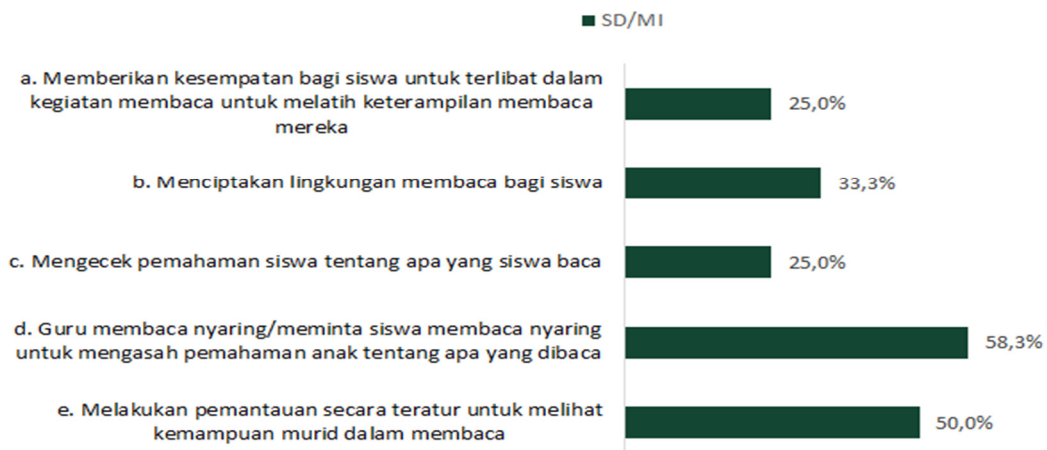 SD/MI
a. Memberikan kesempatan bagi siswa untuk terlibat dalam
kegiatan membaca untuk melatih keterampilan membaca
mereka
25,0%
b. Menciptakan lingkungan membaca bagi siswa
33,3%
c. Mengecek pemahaman siswa tentang apa yang siswa baca
25,0%
d. Guru membaca nyaring/meminta siswa membaca nyaring
untuk mengasah pemahaman anak tentang apa yang dibaca
58,3%
e. Melakukan pemantauan secara teratur untuk melihat
kemampuan murid dalam membaca
50,0%